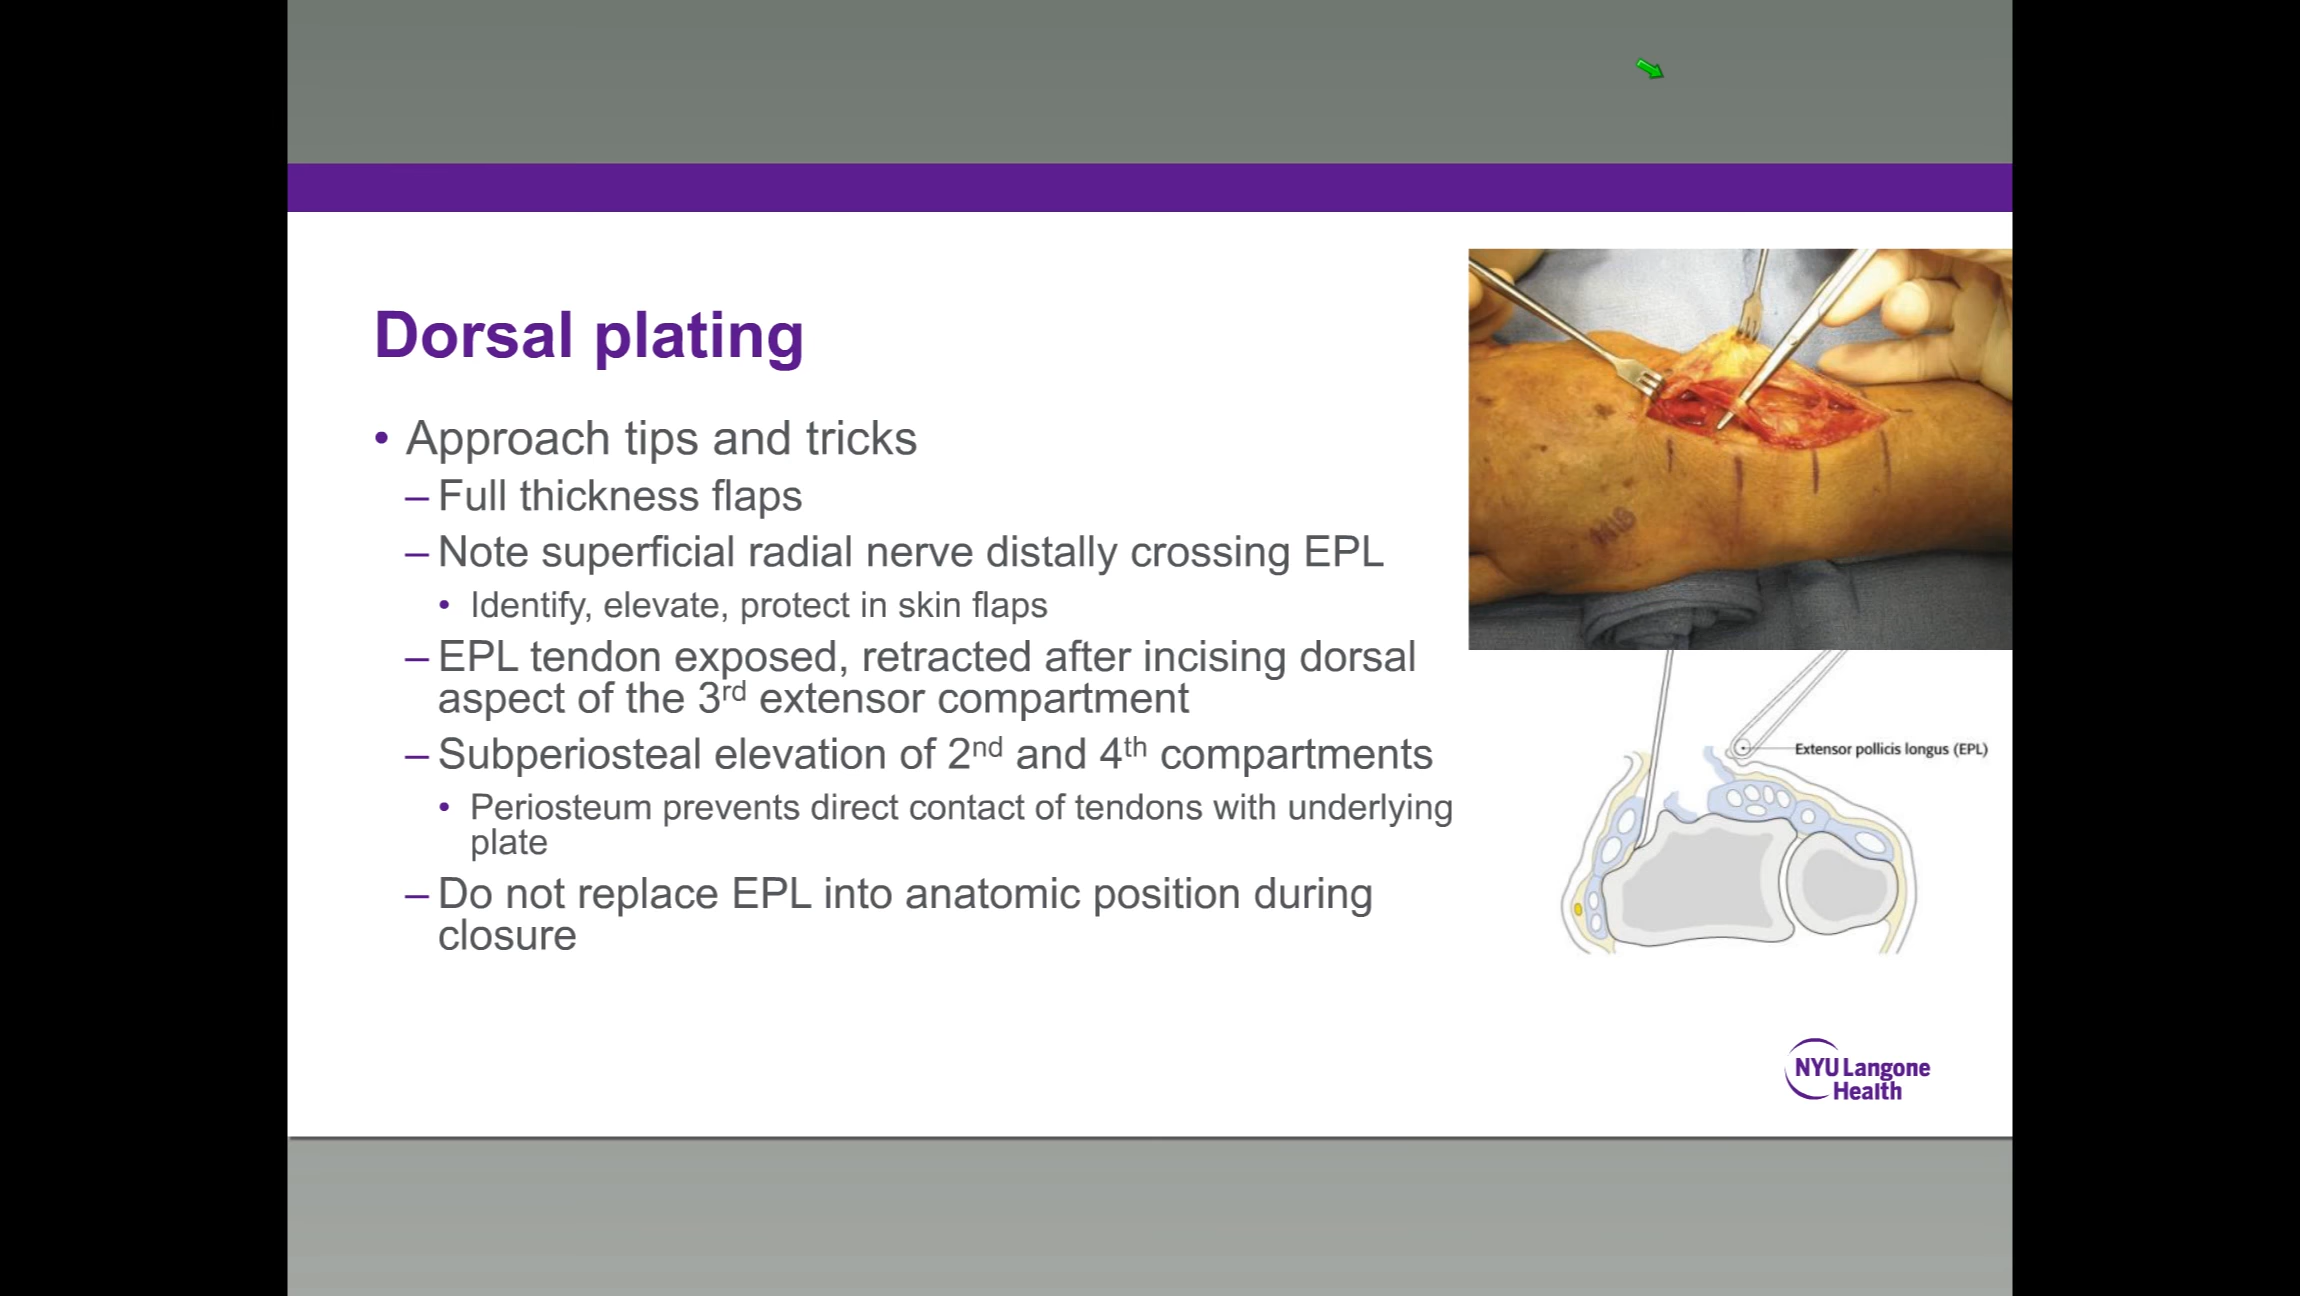 Dorsal plating
• Approach tips and tricks
– Full thickness flaps
– Note superficial radial nerve distally crossing EPL
• Identify, elevate, protect in skin flaps
– EPL tendon exposed, retracted after incising dorsal
aspect of the 3rd extensor compartment
– Subperiosteal elevation of 2nd and 4th compartments
• Periosteum prevents direct contact of tendons with underlying
plate
– Do not replace EPL into anatomic position during
closure
Extensor pollicis longus (EPL)
NYU Langone
Health